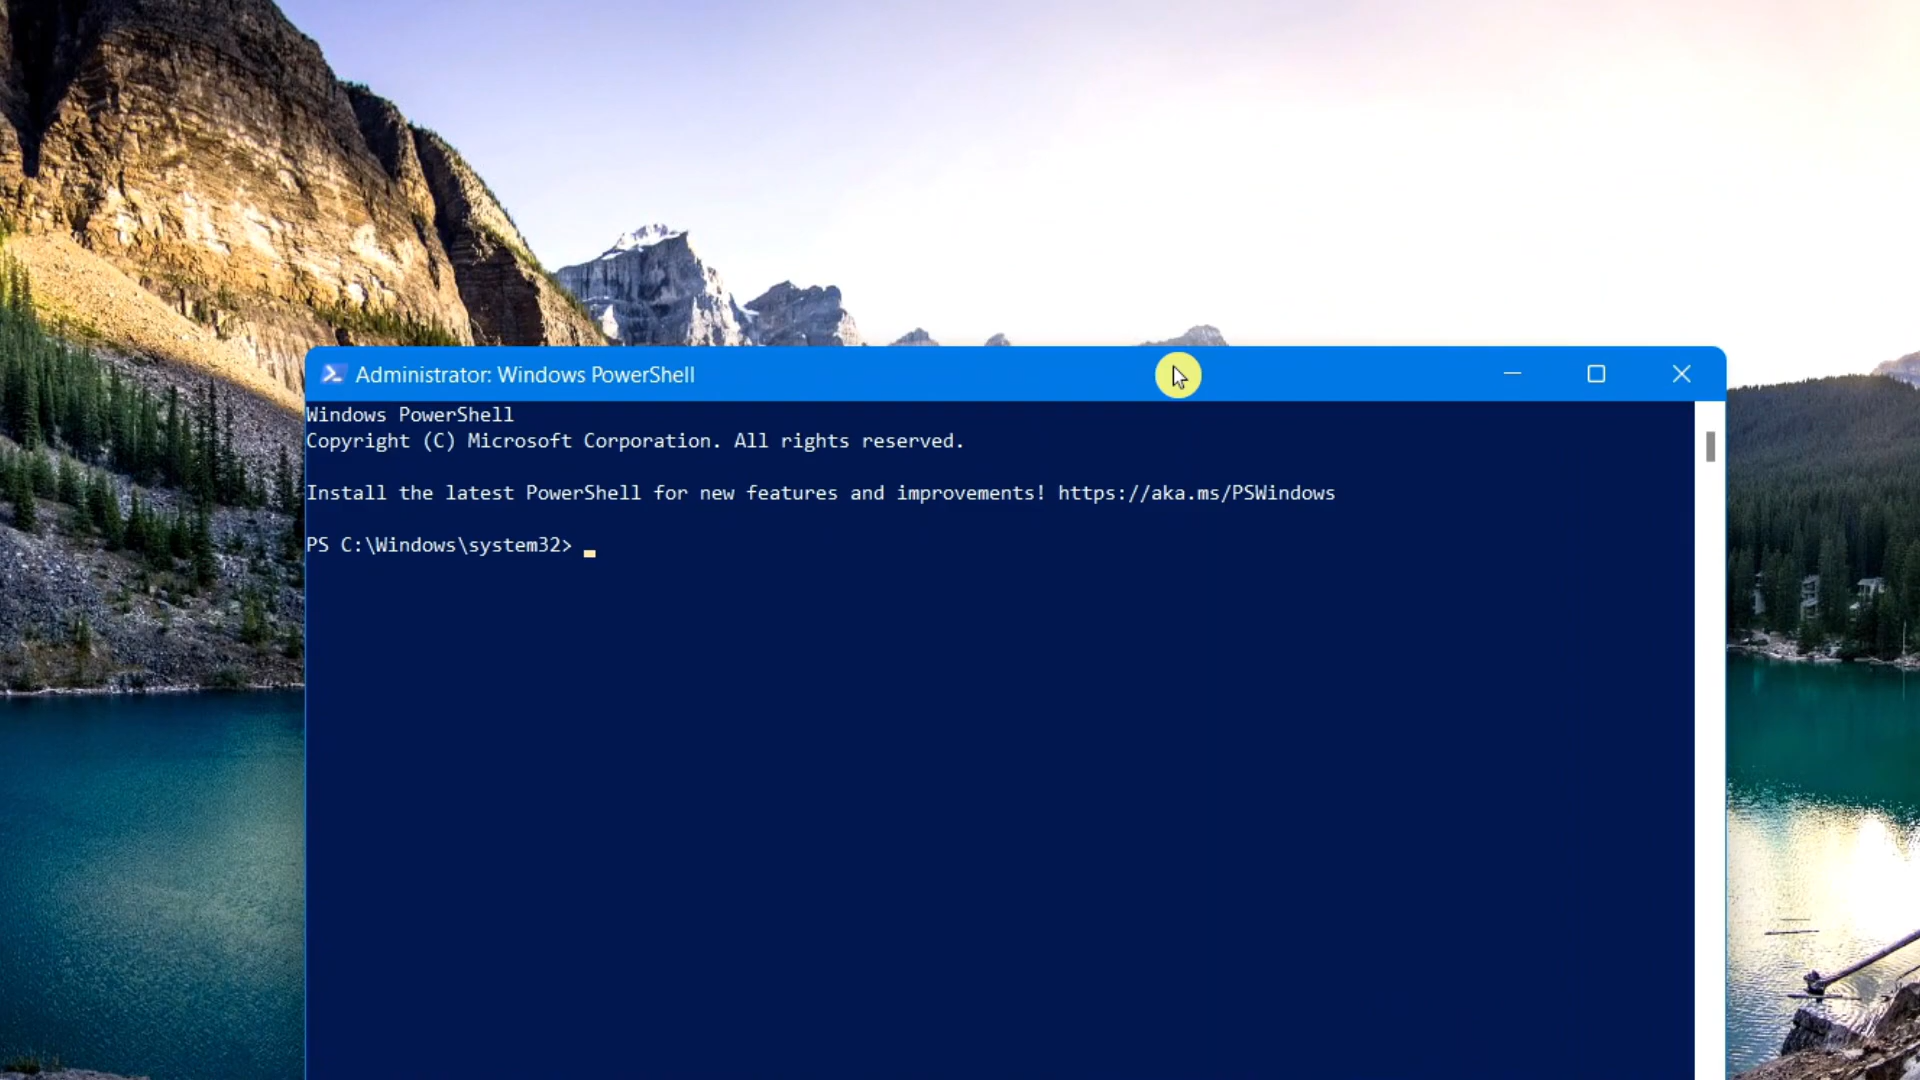 Administrator: Windows PowerShell
Windows PowerShell
Copyright (C) Microsoft Corporation. All rights reserved.
Install the latest PowerShell for new features and improvements! https://aka.ms/PSWindows
PS C:\Windows\system32>